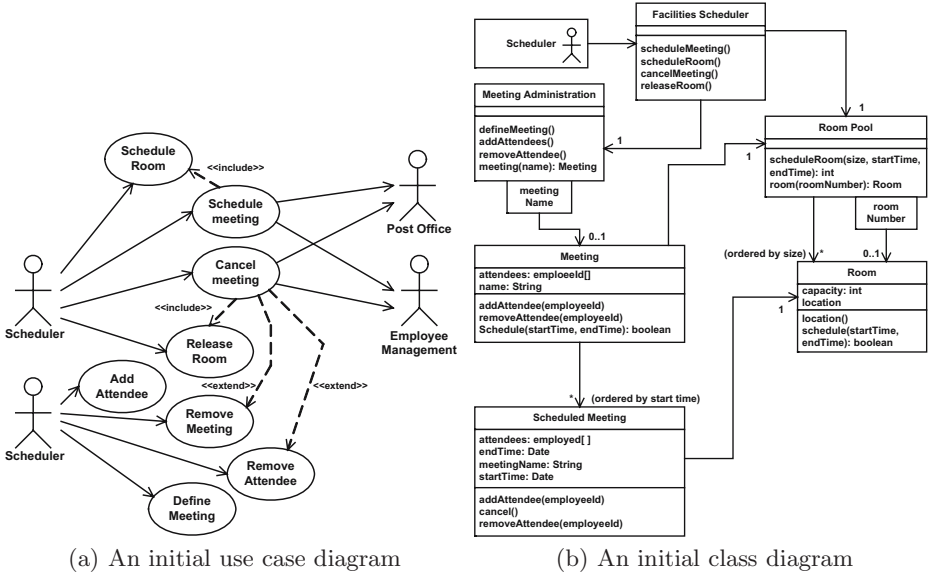 Schedule
Room
<<include>>
Schedule
meeting
Post Office
Cancel
meeting
<<include>>
Scheduler
Employee
Management
Release
Room
Add
Attendee
<<extend>>
<<extend>>
Remove
Meeting
Scheduler
Remove
Attendee
Define
Meeting
(a) An initial use case diagram
Scheduler
Facilities Scheduler
scheduleMeeting()
scheduleRoom()
cancelMeeting()
releaseRoom()
Meeting Administration
defineMeeting()
addAttendees()
removeAttendee()
meeting(name): Meeting
1
1
1
Room Pool
scheduleRoom(size, startTime,
endTime): int
room(roomNumber): Room
meeting
Name
room
Number
0..1
(ordered by size)
*
0..1
Meeting
attendees: emploeeId[]
name: String
addAttendee(employeeId)
removeAttendee(employeeId)
Schedule(startTime, endTime): boolean
Room
capacity: int
location
location()
schedule(startTime,
endTime): boolean
1
*
(ordered by start time)
Scheduled Meeting
attendees: employed[ ]
endTime: Date
meetingName: String
startTime: Date
addAttendee(employeeId)
cancel()
removeAttendee(employeeId)
(b) An initial class diagram